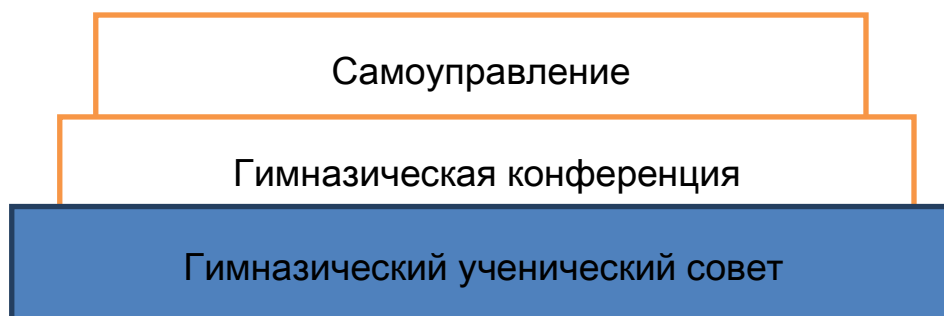 Самоуправление
Гимназическая конференция
Гимназический ученический совет